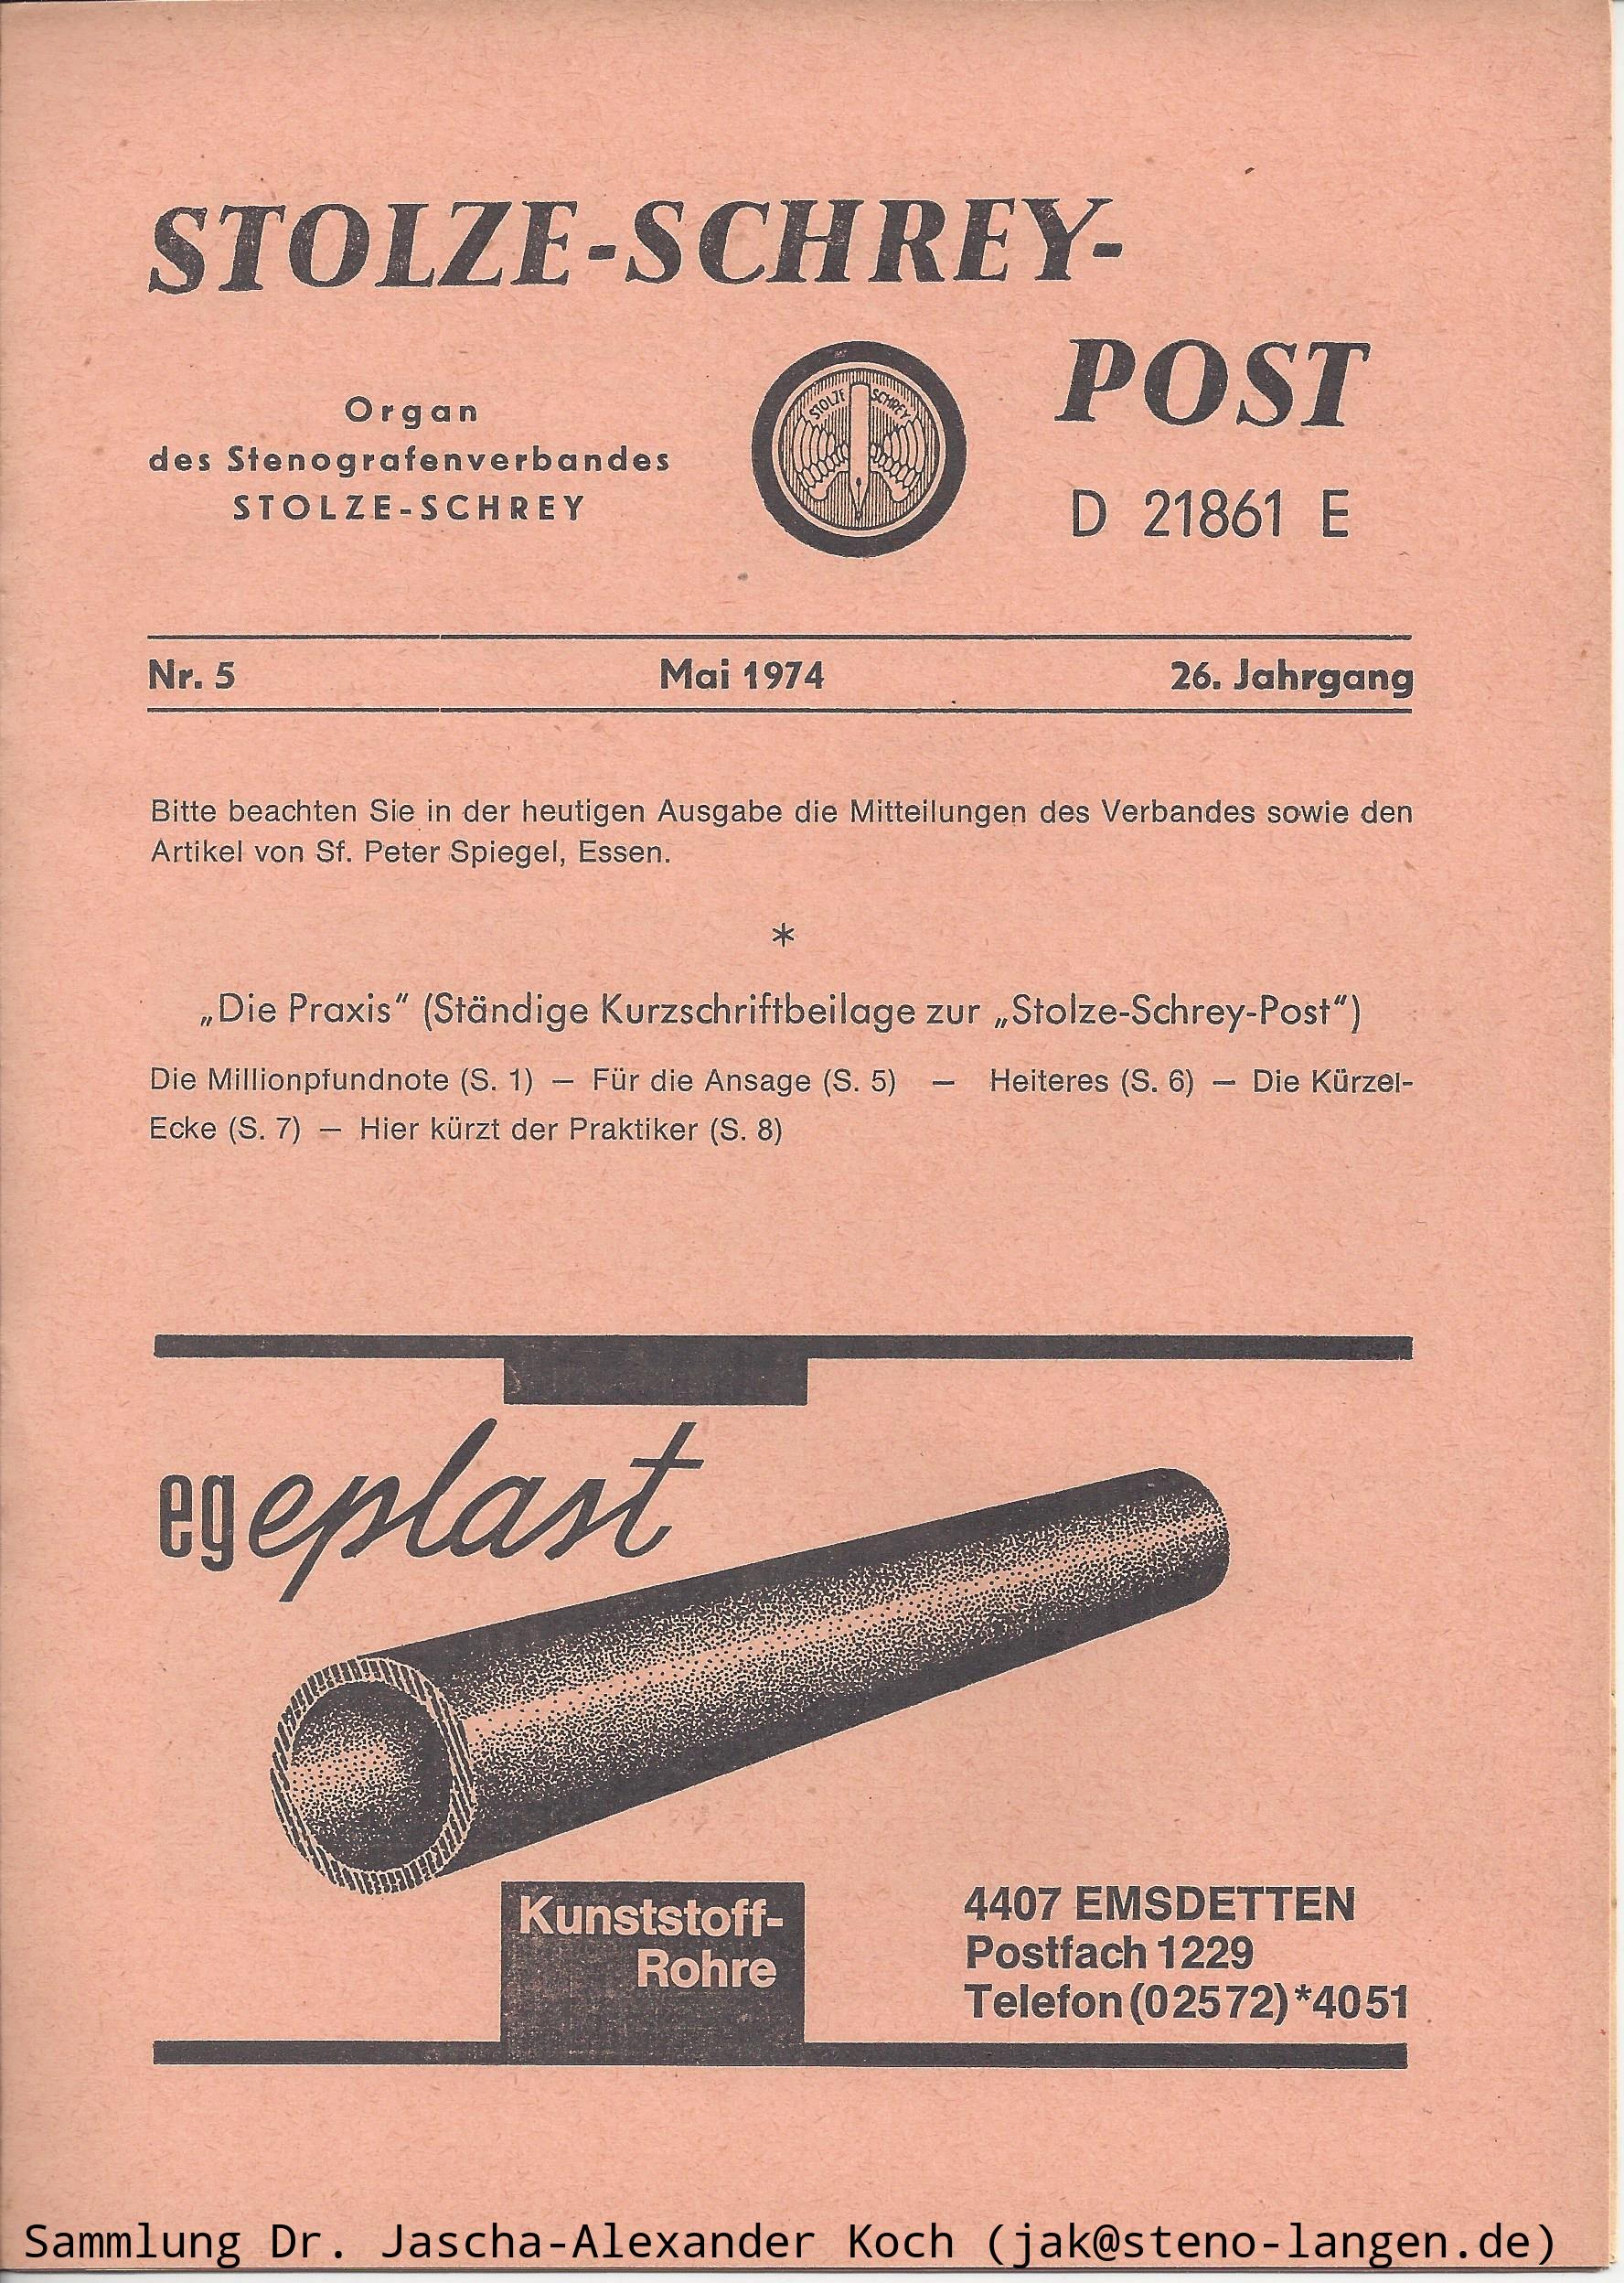 STOLZE-SCHREY-
POST
Organ
des Stenografenverbandes
STOLZE-SCHREY
STOLZE SCHREY
D 21861 E
Nr. 5 Mai 1974 26. Jahrgang
Bitte beachten Sie in der heutigen Ausgabe die Mitteilungen des Verbandes sowie den
Artikel von Sf. Peter Spiegel, Essen.
*
„Die Praxis“ (Ständige Kurzschriftbeilage zur „Stolze-Schrey-Post“)
Die Millionpfundnote (S. 1) — Für die Ansage (S. 5) — Heiteres (S. 6) — Die Kürzel-
Ecke (S. 7) — Hier kürzt der Praktiker (S. 8)
egeplast
Kunststoff-
Rohre
4407 EMSDETTEN
Postfach 1229
Telefon (02572) *4051
Sammlung Dr. Jascha-Alexander Koch (jak@steno-langen.de)